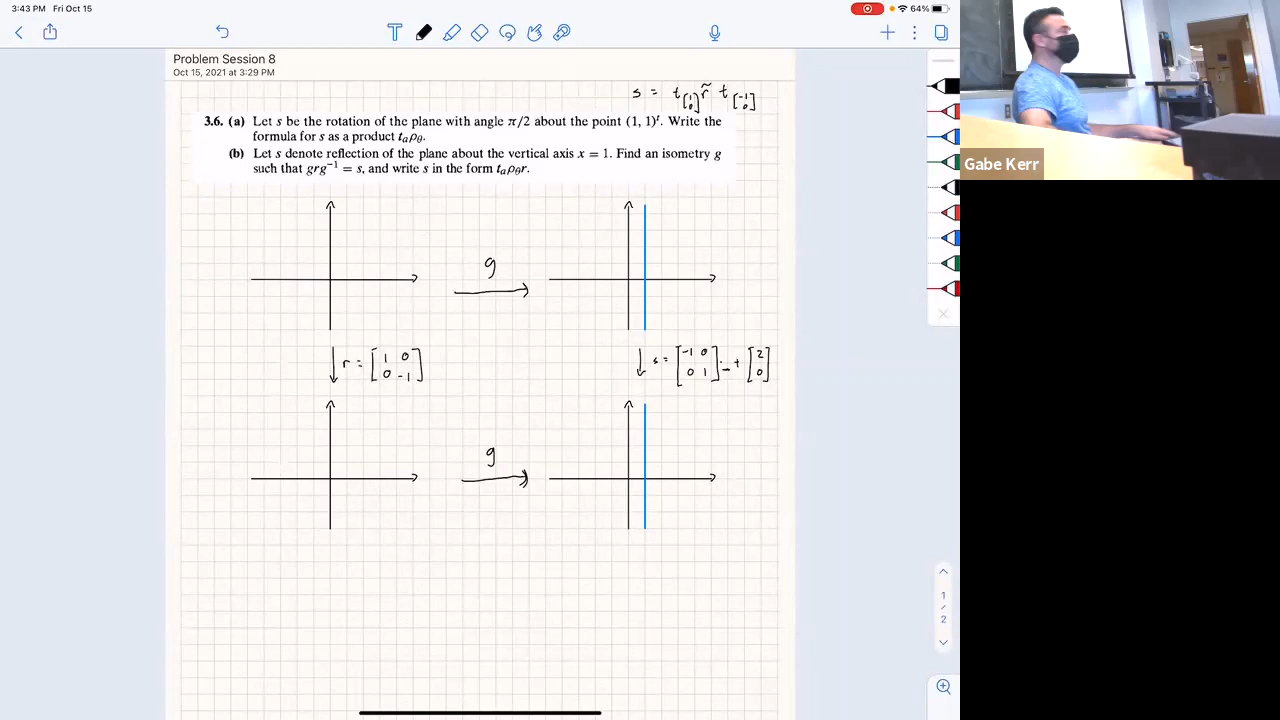 3:43 PM Fri Oct 15
64%
Problem Session 8
Oct 15, 2021 at 3:29 PM
s = t[1 0] r̃ t[-1 0]
3.6. (a) Let s be the rotation of the plane with angle π/2 about the point (1, 1)ᵗ. Write the
formula for s as a product tₐρ_θ.
(b) Let s denote reflection of the plane about the vertical axis x = 1. Find an isometry g
such that grg⁻¹ = s, and write s in the form tₐρ_θr.
g
r = [1 0; 0 -1]
s = [-1 0; 0 1] _ + [2; 0]
g
Gabe Kerr
1
/
2